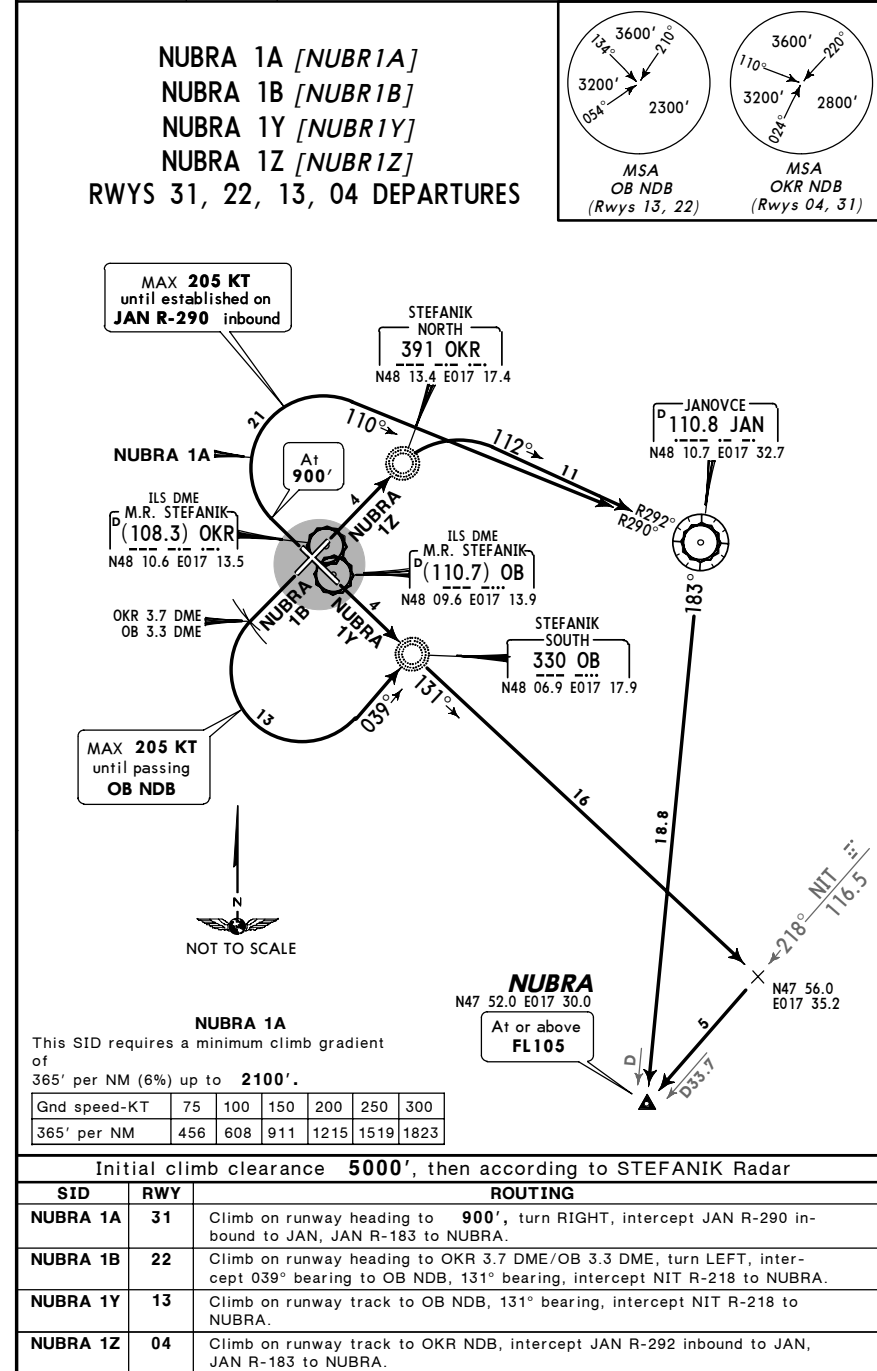 NUBRA 1A [NUBR1A]
NUBRA 1B [NUBR1B]
NUBRA 1Y [NUBR1Y]
NUBRA 1Z [NUBR1Z]
RWYS 31, 22, 13, 04 DEPARTURES
3600'
134°
210°
3200'
054°
2300'
MSA
OB NDB
(Rwys 13, 22)
3600'
110°
220°
3200'
2800'
024°
MSA
OKR NDB
(Rwys 04, 31)
MAX 205 KT
until established on
JAN R-290 inbound
STEFANIK
NORTH
391 OKR
N48 13.4 E017 17.4
JANOVCE
D 110.8 JAN
N48 10.7 E017 32.7
21
110°
112°
11
NUBRA 1A
At
900'
R292°
R290°
ILS DME
M.R. STEFANIK
D (108.3) OKR
N48 10.6 E017 13.5
4
NUBRA
1Z
ILS DME
M.R. STEFANIK
D (110.7) OB
N48 09.6 E017 13.9
183°
OKR 3.7 DME
OB 3.3 DME
NUBRA
1B
NUBRA
1Y
4
STEFANIK
SOUTH
330 OB
N48 06.9 E017 17.9
13
039°
131°
MAX 205 KT
until passing
OB NDB
16
18.8
N
NOT TO SCALE
218° NIT
116.5
NUBRA
N47 52.0 E017 30.0
N47 56.0
E017 35.2
At or above
FL105
5
D
D33.7
NUBRA 1A
This SID requires a minimum climb gradient
of
365' per NM (6%) up to 2100'.
Gnd speed-KT 75 100 150 200 250 300
365' per NM 456 608 911 1215 1519 1823
Initial climb clearance 5000', then according to STEFANIK Radar
SID RWY ROUTING
NUBRA 1A 31 Climb on runway heading to 900', turn RIGHT, intercept JAN R-290 in-
bound to JAN, JAN R-183 to NUBRA.
NUBRA 1B 22 Climb on runway heading to OKR 3.7 DME/OB 3.3 DME, turn LEFT, inter-
cept 039° bearing to OB NDB, 131° bearing, intercept NIT R-218 to NUBRA.
NUBRA 1Y 13 Climb on runway track to OB NDB, 131° bearing, intercept NIT R-218 to
NUBRA.
NUBRA 1Z 04 Climb on runway track to OKR NDB, intercept JAN R-292 inbound to JAN,
JAN R-183 to NUBRA.